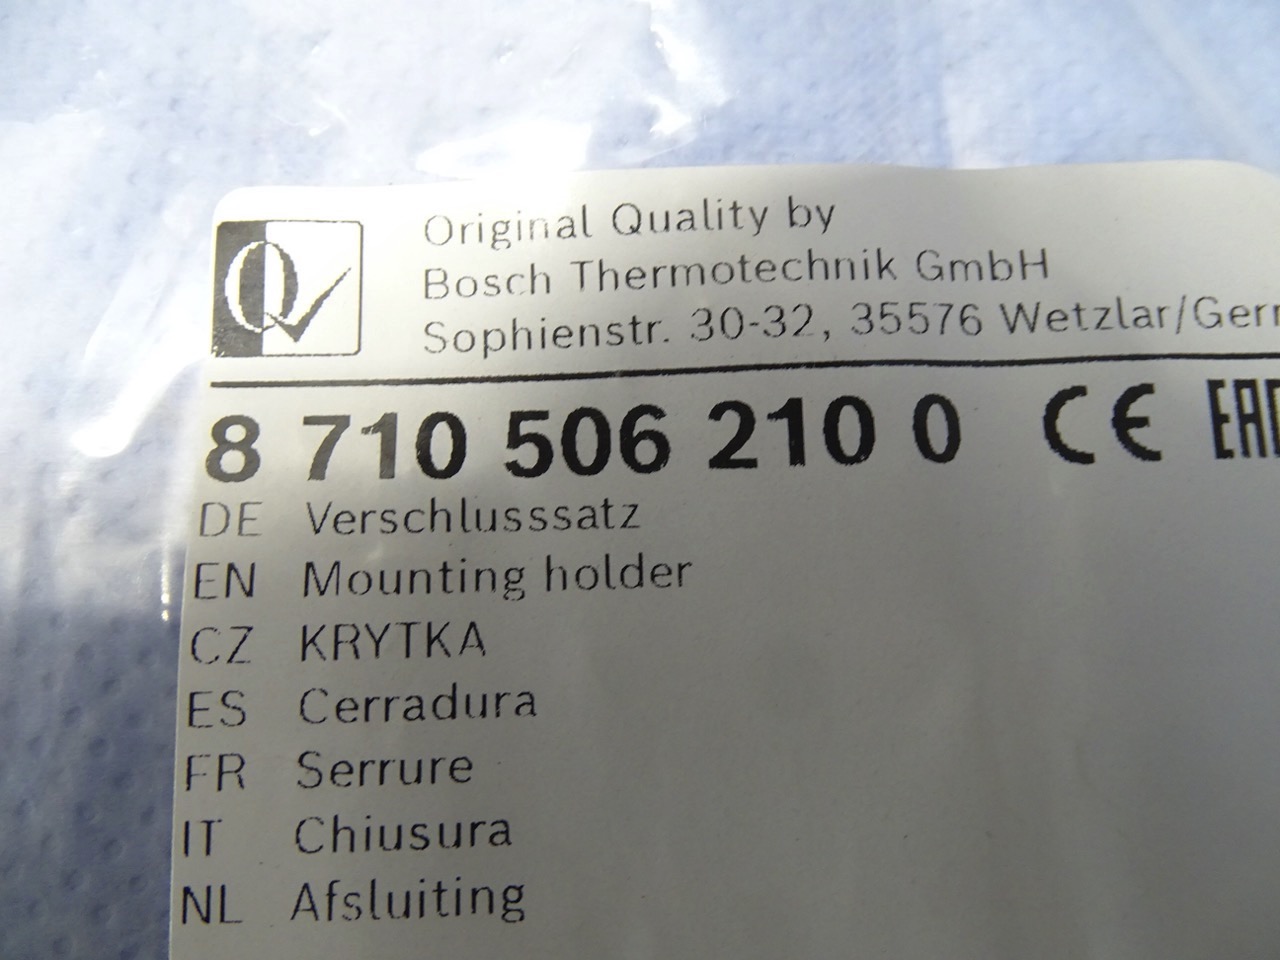 Original Quality by
Bosch Thermotechnik GmbH
Sophienstr. 30-32, 35576 Wetzlar/Gerr
8 710 506 210 0 CE EAC
DE Verschlusssatz
EN Mounting holder
CZ KRYTKA
ES Cerradura
FR Serrure
IT Chiusura
NL Afsluiting